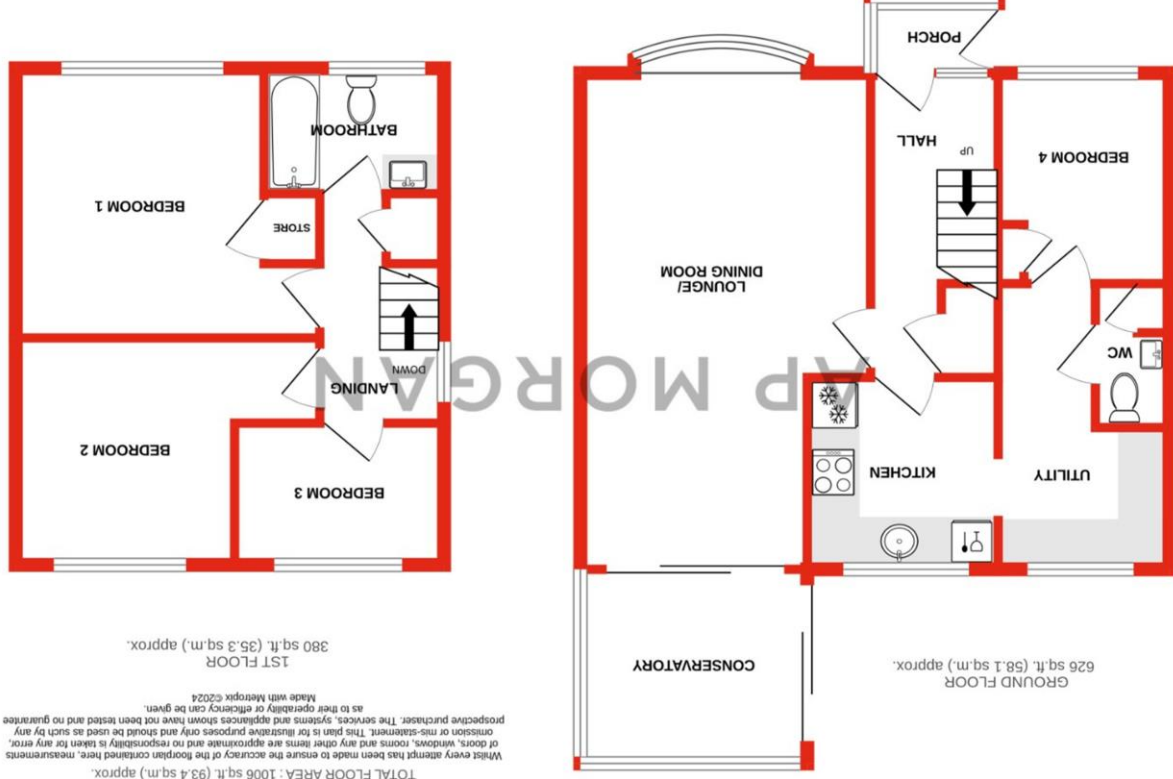 GROUND FLOOR
626 sq.ft. (58.1 sq.m.) approx.
CONSERVATORY
UTILITY
KITCHEN
WC
LOUNGE/
DINING ROOM
BEDROOM 4
UP
HALL
PORCH
1ST FLOOR
380 sq.ft. (35.3 sq.m.) approx.
BEDROOM 3
BEDROOM 2
LANDING
DOWN
STORE
BEDROOM 1
BATHROOM
AP MORGAN
TOTAL FLOOR AREA : 1006 sq.ft. (93.4 sq.m.) approx.
Whilst every attempt has been made to ensure the accuracy of the floorplan contained here, measurements
of doors, windows, rooms and any other items are approximate and no responsibility is taken for any error,
omission or mis-statement. This plan is for illustrative purposes only and should be used as such by any
prospective purchaser. The services, systems and appliances shown have not been tested and no guarantee
as to their operability or efficiency can be given.
Made with Metropix ©2024